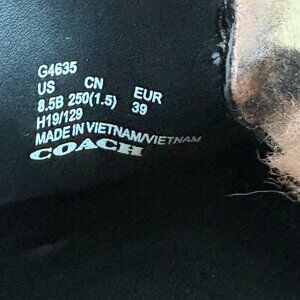 G4635
US CN EUR
8.5B 250(1.5) 39
H19/129
MADE IN VIETNAM/VIETNAM
COACH